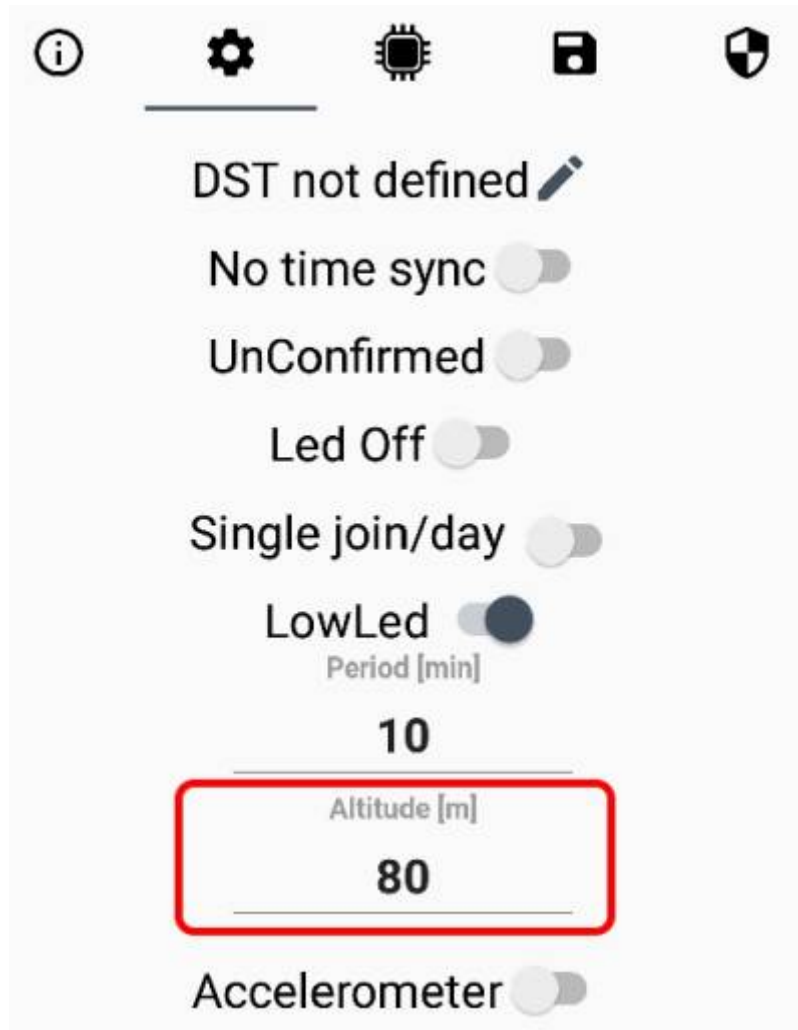 DST not defined
No time sync
UnConfirmed
Led Off
Single join/day
LowLed
Period [min]
10
Altitude [m]
80
Accelerometer